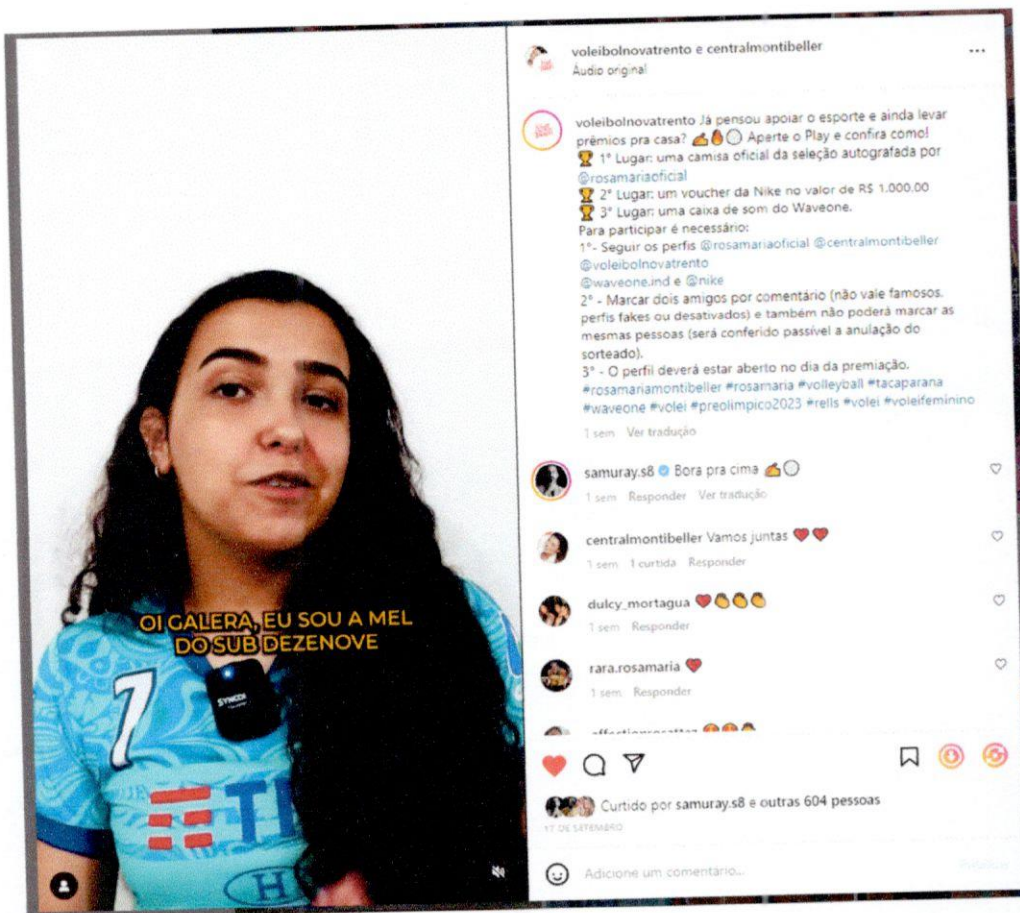 voleibolnovatrento e centralmontibeller
Áudio original
voleibolnovatrento Já pensou apoiar o esporte e ainda levar
prêmios pra casa? ✍🏐 Aperte o Play e confira como!
🏆 1° Lugar: uma camisa oficial da seleção autografada por
@rosamariaoficial
🏆 2° Lugar: um voucher da Nike no valor de R$ 1.000.00
🏆 3° Lugar: uma caixa de som do Waveone.
Para participar é necessário:
1°- Seguir os perfis @rosamariaoficial @centralmontibeller
@voleibolnovatrento
@waveone.ind e @nike
2° - Marcar dois amigos por comentário (não vale famosos.
perfis fakes ou desativados) e também não poderá marcar as
mesmas pessoas (será conferido passível a anulação do
sorteado).
3° - O perfil deverá estar aberto no dia da premiação.
#rosamariamontibeller #rosamaria #volleyball #tacaparana
#waveone #volei #preolimpico2023 #rells #volei #voleifeminino
1 sem Ver tradução
samuray.s8 Bora pra cima ✍🏐
1 sem Responder Ver tradução
centralmontibeller Vamos juntas ❤❤
1 sem 1 curtida Responder
dulcy_mortagua ❤👏👏👏
1 sem Responder
rara.rosamaria ❤
1 sem Responder
Curtido por samuray.s8 e outras 604 pessoas
17 DE SETEMBRO
Adicione um comentário...
OI GALERA, EU SOU A MEL
DO SUB DEZENOVE
7
SYNCO
H